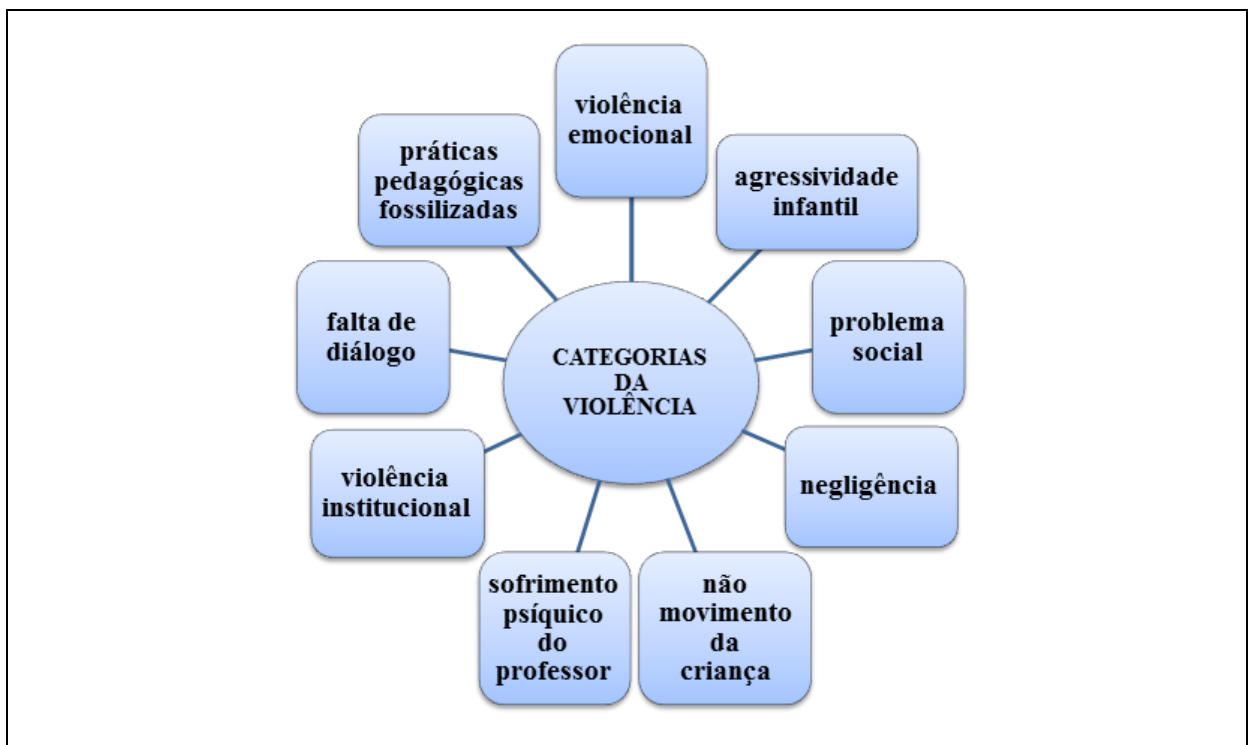 violência
emocional
agressividade
infantil
problema
social
negligência
não
movimento
da
criança
sofrimento
psíquico
do
professor
violência
institucional
falta de
diálogo
práticas
pedagógicas
fossilizadas
CATEGORIAS
DA
VIOLÊNCIA